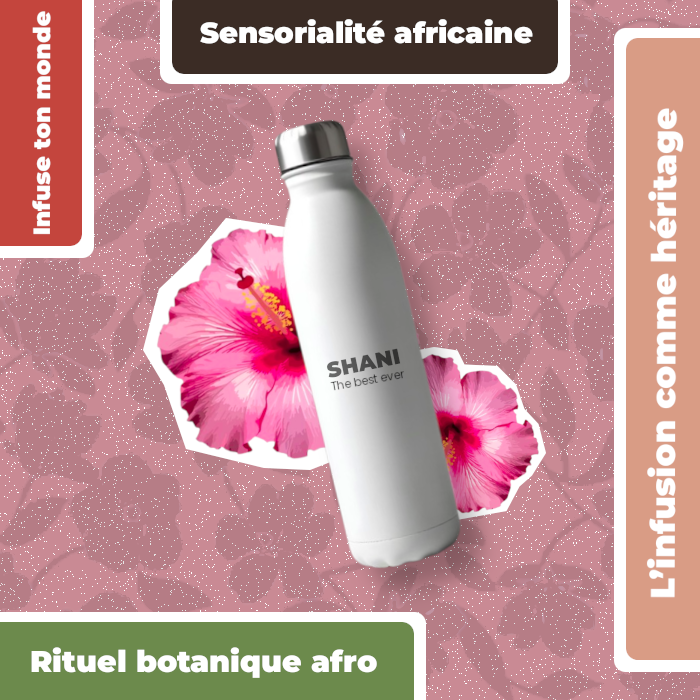 Sensorialité africaine
Infuse ton monde
L'infusion comme héritage
SHANI
The best ever
Rituel botanique afro